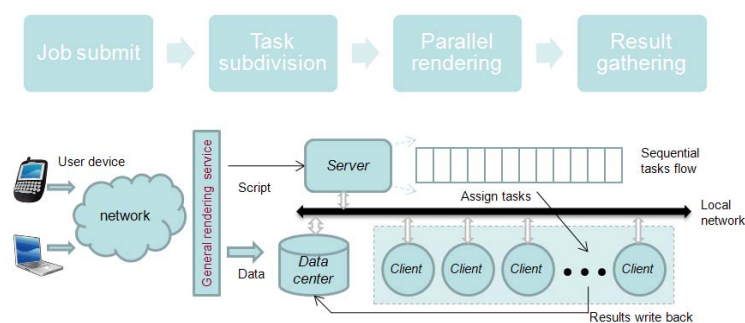 Job submit
Task
subdivision
Parallel
rendering
Result
gathering
User device
network
General rendering service
Script
Data
Server
Sequential
tasks flow
Assign tasks
Local
network
Data
center
Client
Client
Client
Client
Results write back